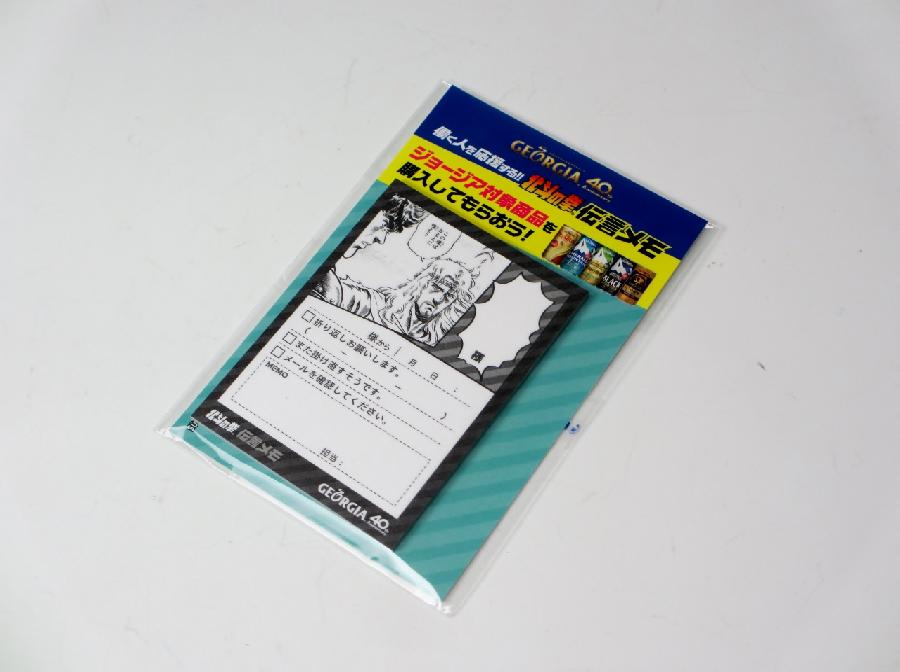 GEORGIA 40
働く人を応援する!! 北斗の拳 伝言メモ
ジョージア対象商品を
購入してもらおう!
様
様から 月 日 :
折り返しお願いします。
( ー ー )
また掛け直すそうです。
メールを確認してください。
MEMO
担当:
北斗の拳 伝言メモ
GEORGIA 40